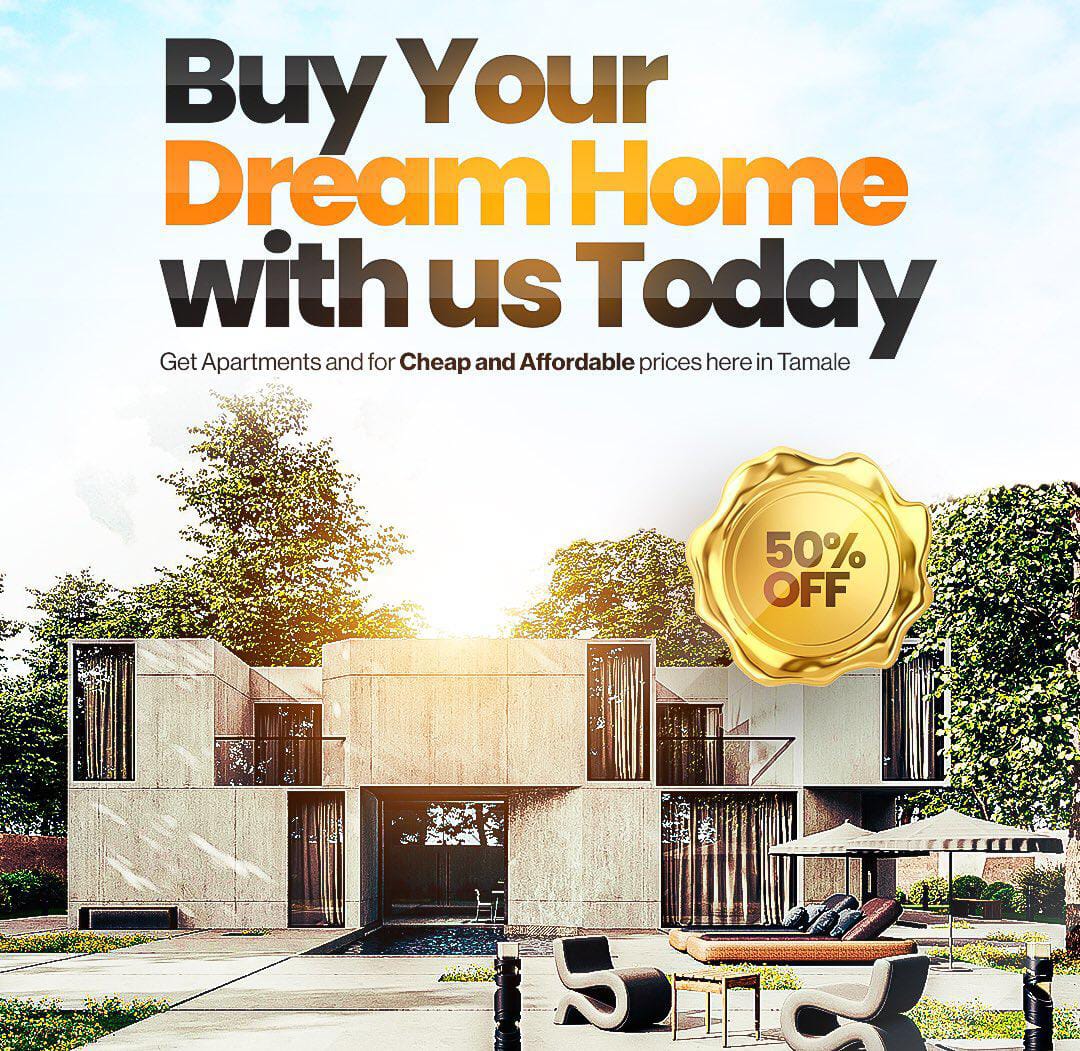 Buy Your
Dream Home
with us Today
Get Apartments and for Cheap and Affordable prices here in Tamale
50%
OFF